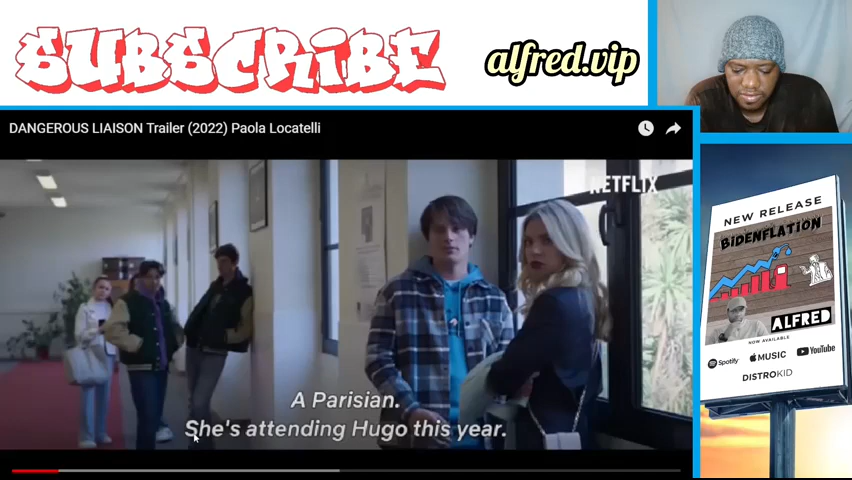 SUBSCRIBE
alfred.vip
DANGEROUS LIAISON Trailer (2022) Paola Locatelli
NETFLIX
A Parisian.
She's attending Hugo this year.
NEW RELEASE
BIDENFLATION
ALFRED
NOW AVAILABLE
Spotify
MUSIC
YouTube
DISTROKID